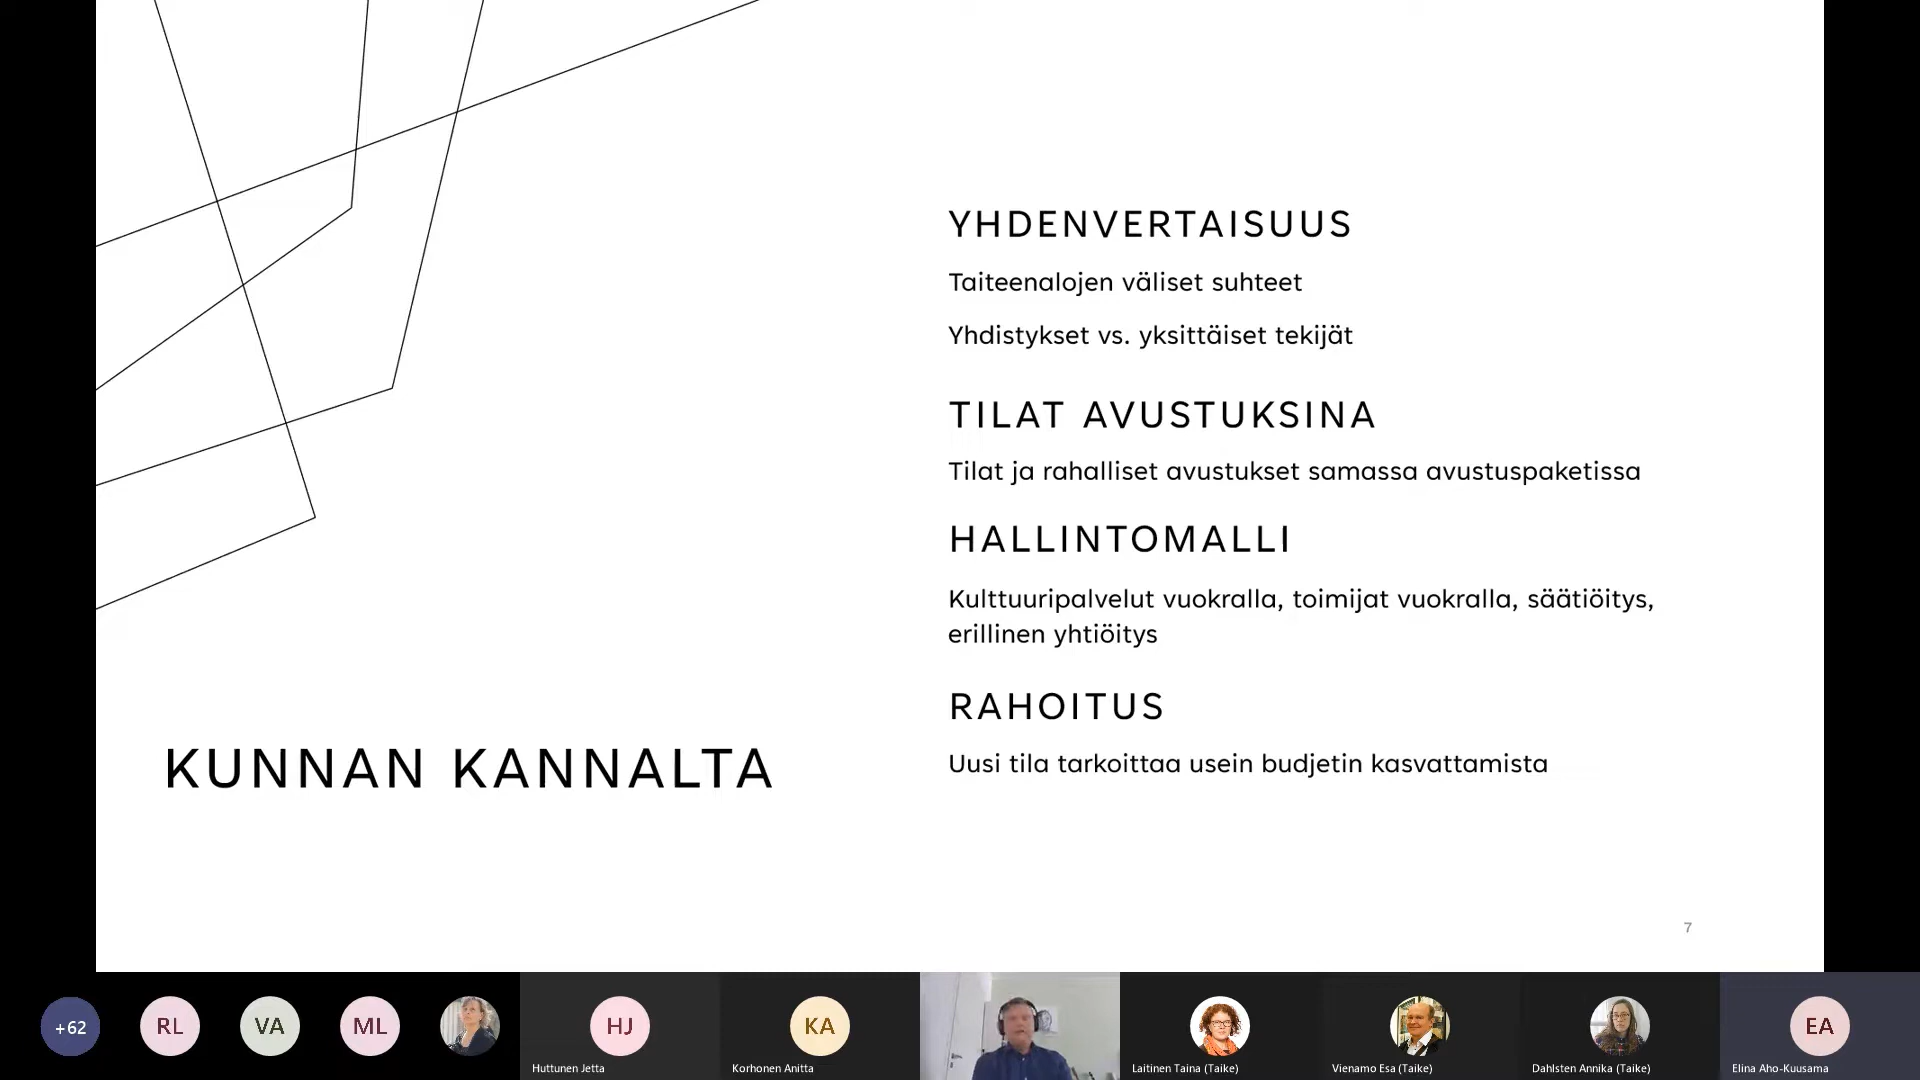 YHDENVERTAISUUS
Taiteenalojen väliset suhteet
Yhdistykset vs. yksittäiset tekijät
TILAT AVUSTUKSINA
Tilat ja rahalliset avustukset samassa avustuspaketissa
HALLINTOMALLI
Kulttuuripalvelut vuokralla, toimijat vuokralla, säätiöitys,
erillinen yhtiöitys
RAHOITUS
Uusi tila tarkoittaa usein budjetin kasvattamista
KUNNAN KANNALTA
7
+62
RL
VA
ML
HJ
Huttunen Jetta
KA
Korhonen Anitta
Laitinen Taina (Taike)
Vienamo Esa (Taike)
Dahlsten Annika (Taike)
EA
Elina Aho-Kuusama